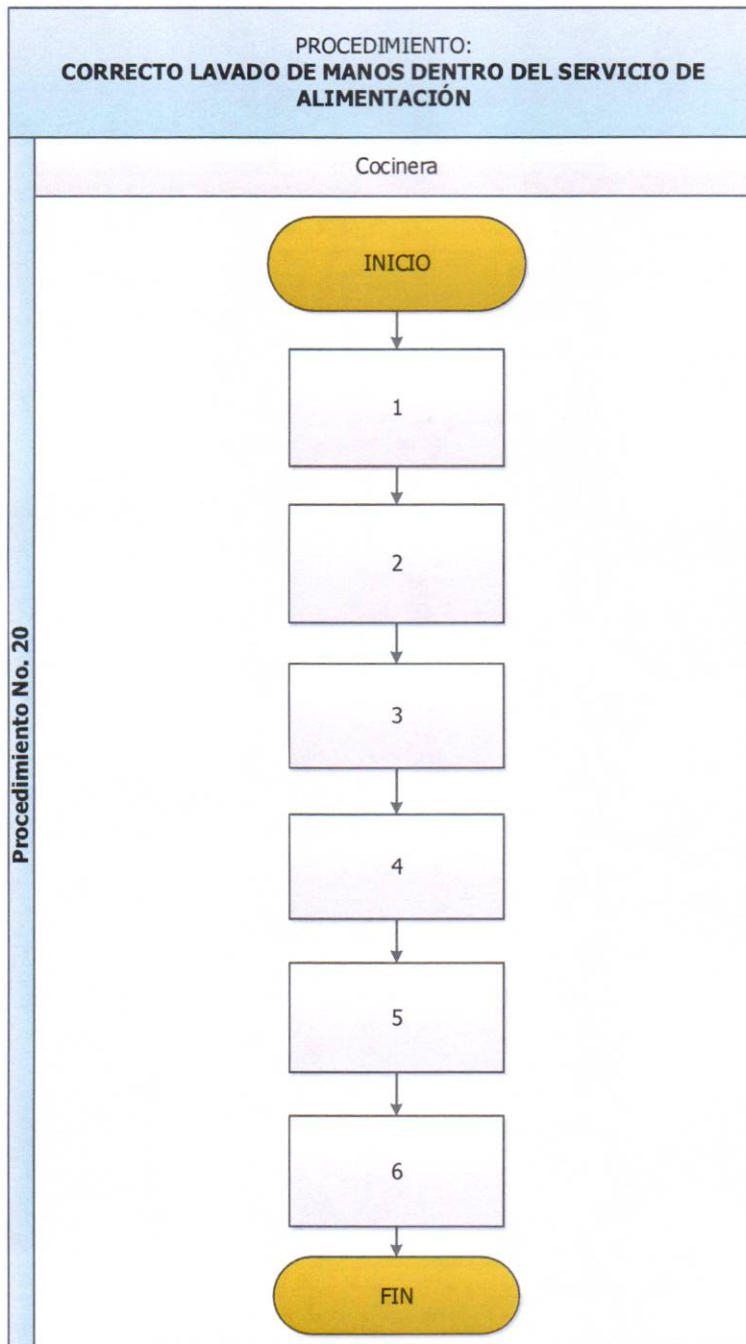 PROCEDIMIENTO:
CORRECTO LAVADO DE MANOS DENTRO DEL SERVICIO DE
ALIMENTACIÓN
Cocinera
Procedimiento No. 20
INICIO
1
2
3
4
5
6
FIN